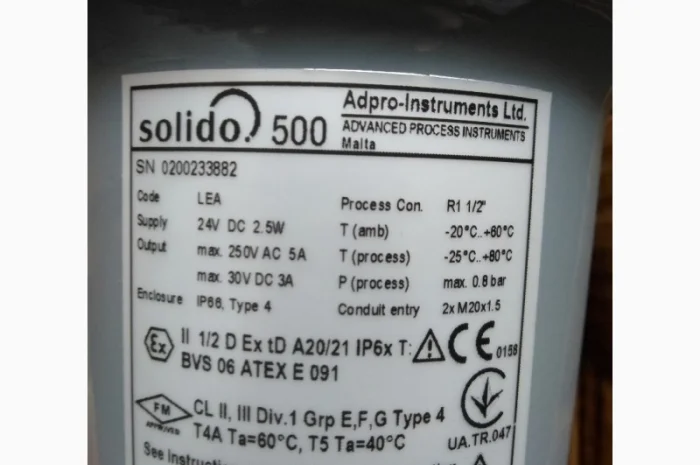 solido 500
Adpro-Instruments Ltd.
ADVANCED PROCESS INSTRUMENTS
Malta
SN 0200233882
Code LEA
Supply 24V DC 2.5W
Output max. 250V AC 5A
max. 30V DC 3A
Enclosure IP66, Type 4
Process Con. R1 1/2"
T (amb) -20°C..+60°C
T (process) -25°C..+80°C
P (process) max. 0.8 bar
Conduit entry 2x M20x1.5
Ex II 1/2 D Ex tD A20/21 IP6x T: CE 0158
BVS 06 ATEX E 091
FM APPROVED CL II, III Div.1 Grp E,F,G Type 4
T4A Ta=60°C, T5 Ta=40°C
UA.TR.047
See Instruction